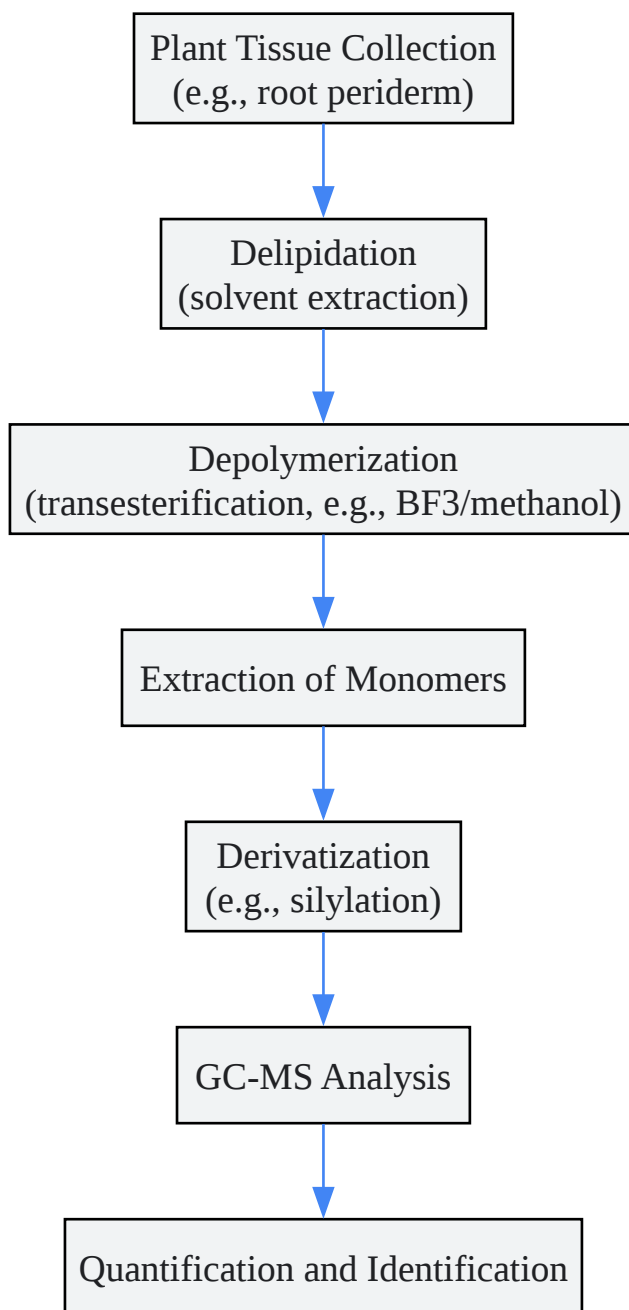 Plant Tissue Collection
(e.g., root periderm)
Delipidation
(solvent extraction)
Depolymerization
(transesterification, e.g., BF3/methanol)
Extraction of Monomers
Derivatization
(e.g., silylation)
GC-MS Analysis
Quantification and Identification